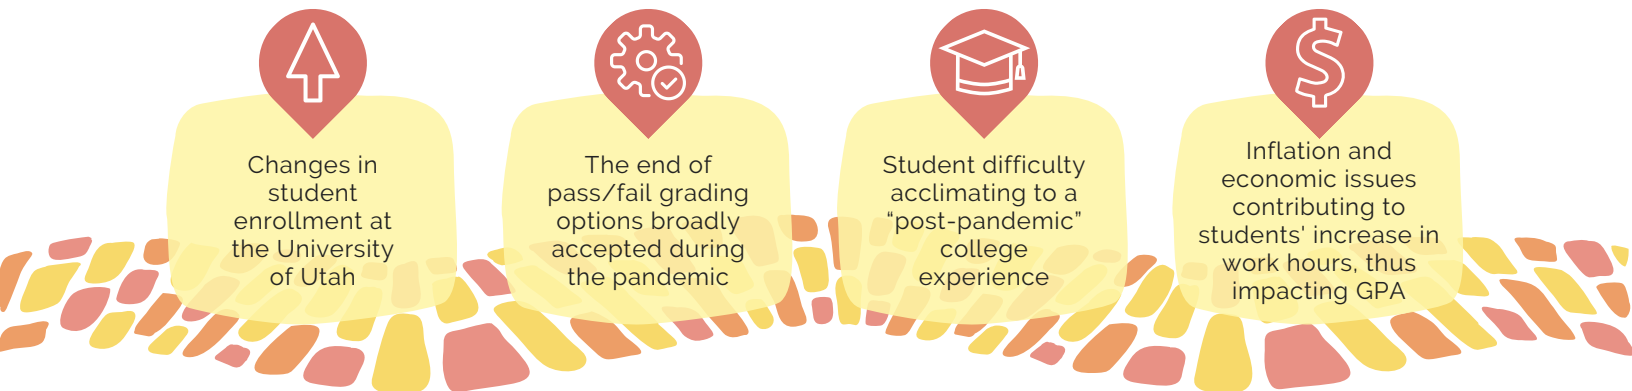 Changes in
student
enrollment at
the University
of Utah
The end of
pass/fail grading
options broadly
accepted during
the pandemic
Student difficulty
acclimating to a
“post-pandemic”
college
experience
Inflation and
economic issues
contributing to
students' increase in
work hours, thus
impacting GPA